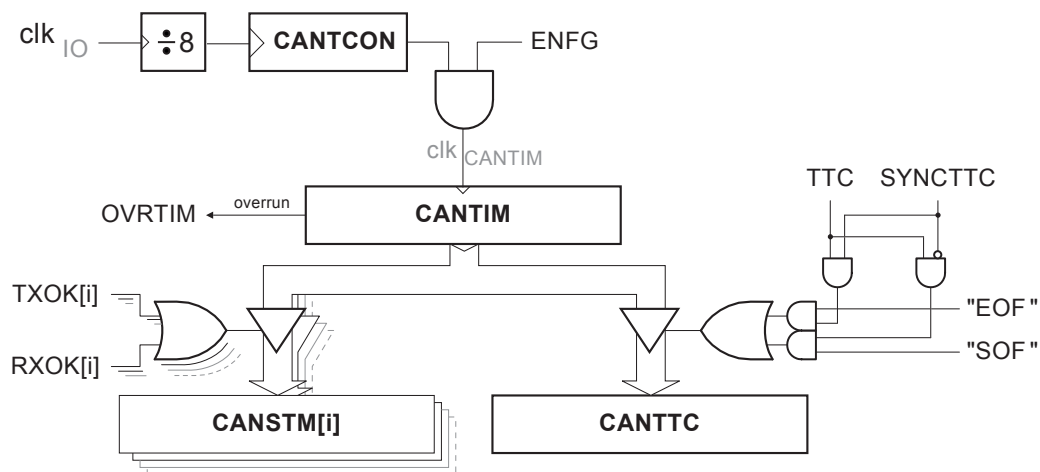 clk IO ÷8 CANTCON ENFG
clk CANTIM
TTC SYNCTTC
OVRTIM overrun CANTIM
TXOK[i] "EOF"
RXOK[i] "SOF"
CANSTM[i] CANTTC